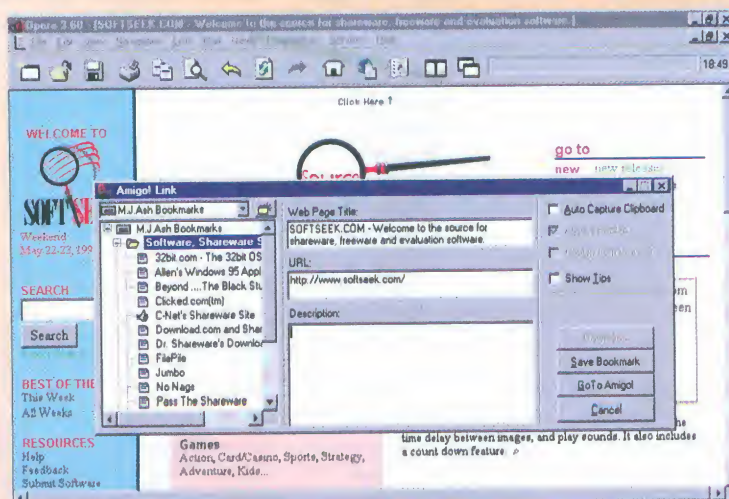 Opera 3.60 - [SOFTSEEK.COM - Welcome to the source for shareware, freeware and evaluation software.]
18:49
Click Here
WELCOME TO
SOFTSE
Weekend
May 22-23, 199
SEARCH
Search
BEST OF THE
This Week
All Weeks
RESOURCES
Help
Feedback
Submit Software
Source
go to
new new releases
Amigo! Link
M.J.Ash Bookmarks
M.J.Ash Bookmarks
Software, Shareware S
32bit.com - The 32bit OS
Allen's Windows 95 Appl
Beyond ....The Black Stu
Clicked.com(tm)
C-Net's Shareware Site
Download.com and Shar
Dr. Shareware's Downloa
FilePile
Jumbo
No Nags
Pass The Shareware
Web Page Title:
SOFTSEEK.COM - Welcome to the source for
shareware, freeware and evaluation software.
URL:
http://www.softseek.com/
Description:
Auto Capture Clipboard
Show Tips
Save Bookmark
GoTo Amigo!
Cancel
Games
Action, Card/Casino, Sports, Strategy,
Adventure, Kids...
time delay between images, and play sounds. It also includes
a count down feature.